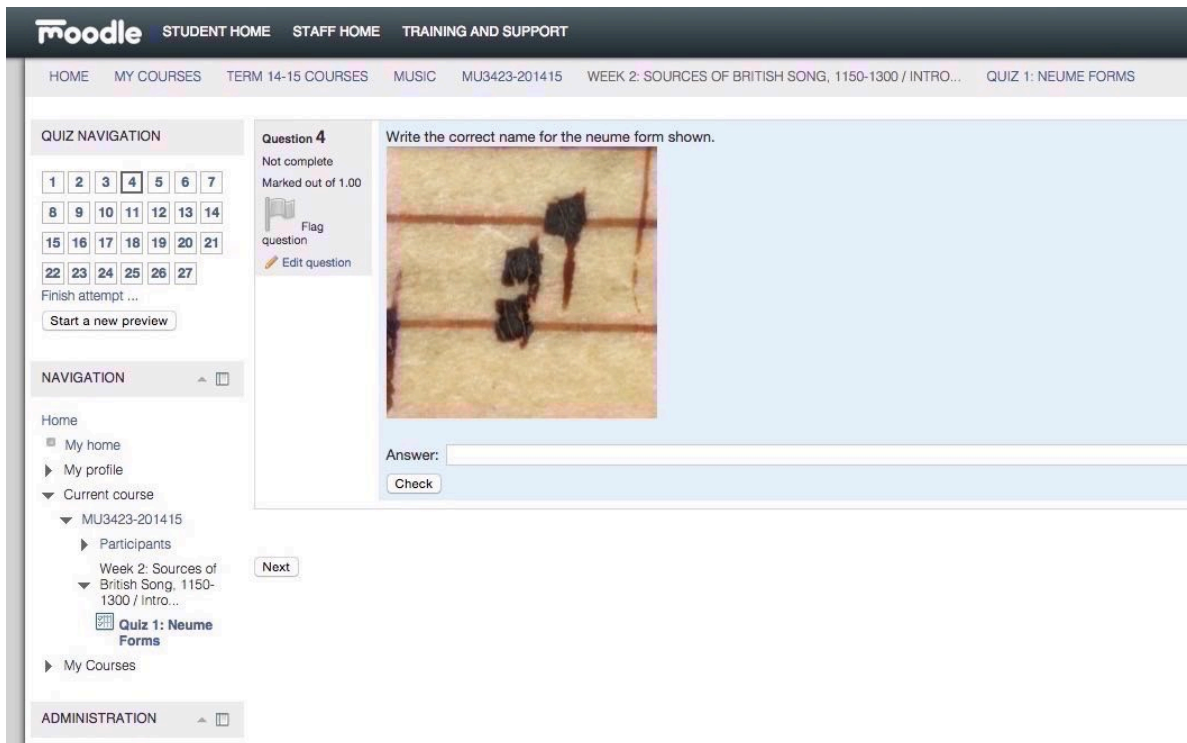 moodle STUDENT HOME STAFF HOME TRAINING AND SUPPORT
HOME MY COURSES TERM 14-15 COURSES MUSIC MU3423-201415 WEEK 2: SOURCES OF BRITISH SONG, 1150-1300 / INTRO... QUIZ 1: NEUME FORMS
QUIZ NAVIGATION
1 2 3 4 5 6 7
8 9 10 11 12 13 14
15 16 17 18 19 20 21
22 23 24 25 26 27
Finish attempt ...
Start a new preview
NAVIGATION
Home
My home
My profile
Current course
MU3423-201415
Participants
Week 2: Sources of
British Song, 1150-
1300 / Intro...
Quiz 1: Neume
Forms
My Courses
ADMINISTRATION
Question 4
Not complete
Marked out of 1.00
Flag
question
Edit question
Write the correct name for the neume form shown.
Answer:
Check
Next